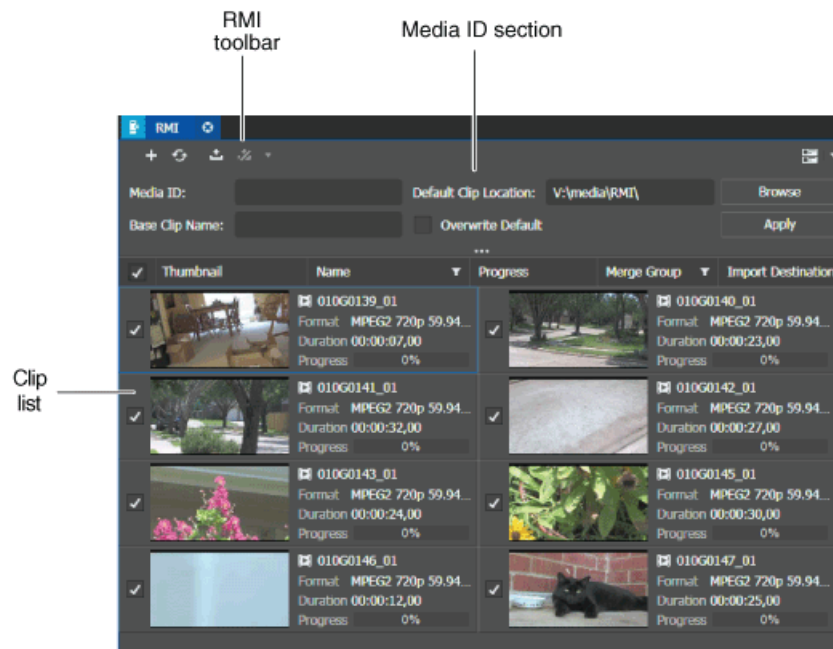 RMI
toolbar
Media ID section
RMI
Media ID:
Default Clip Location: V:\media\RMI\
Browse
Base Clip Name:
Overwrite Default
Apply
Thumbnail Name Progress Merge Group Import Destination
010G0139_01
Format MPEG2 720p 59.94...
Duration 00:00:07,00
Progress 0%
010G0140_01
Format MPEG2 720p 59.94...
Duration 00:00:23,00
Progress 0%
Clip
list
010G0141_01
Format MPEG2 720p 59.94...
Duration 00:00:32,00
Progress 0%
010G0142_01
Format MPEG2 720p 59.94...
Duration 00:00:27,00
Progress 0%
010G0143_01
Format MPEG2 720p 59.94...
Duration 00:00:24,00
Progress 0%
010G0145_01
Format MPEG2 720p 59.94...
Duration 00:00:30,00
Progress 0%
010G0146_01
Format MPEG2 720p 59.94...
Duration 00:00:12,00
Progress 0%
010G0147_01
Format MPEG2 720p 59.94...
Duration 00:00:25,00
Progress 0%